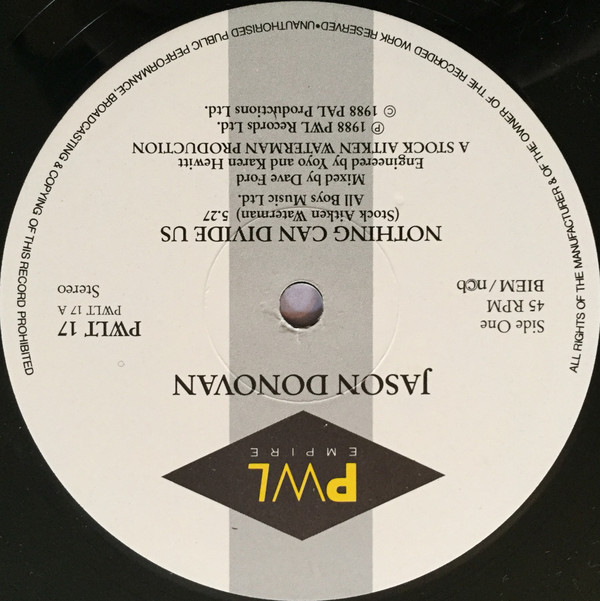 PWL
EMPIRE
JASON DONOVAN
Side One
45 RPM
BIEM/ncb
PWLT 17
PWLT 17 A
Stereo
NOTHING CAN DIVIDE US
(Stock Aitken Waterman) 5.27
All Boys Music Ltd.
Mixed by Dave Ford
Engineered by Yoyo and Karen Hewitt
A STOCK AITKEN WATERMAN PRODUCTION
℗ 1988 PWL Records Ltd.
© 1988 PAL Productions Ltd.
ALL RIGHTS OF THE MANUFACTURER & OF THE OWNER OF THE RECORDED WORK RESERVED•UNAUTHORISED PUBLIC PERFORMANCE BROADCASTING & COPYING OF THIS RECORD PROHIBITED